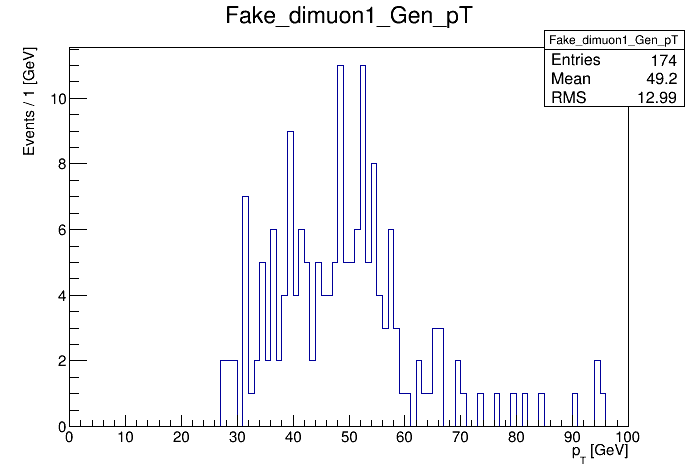 Fake_dimuon1_Gen_pT
Fake_dimuon1_Gen_pT
Entries 174
Mean 49.2
RMS 12.99
Events / 1 [GeV]
10
8
6
4
2
0
0 10 20 30 40 50 60 70 80 90 100
p_T [GeV]